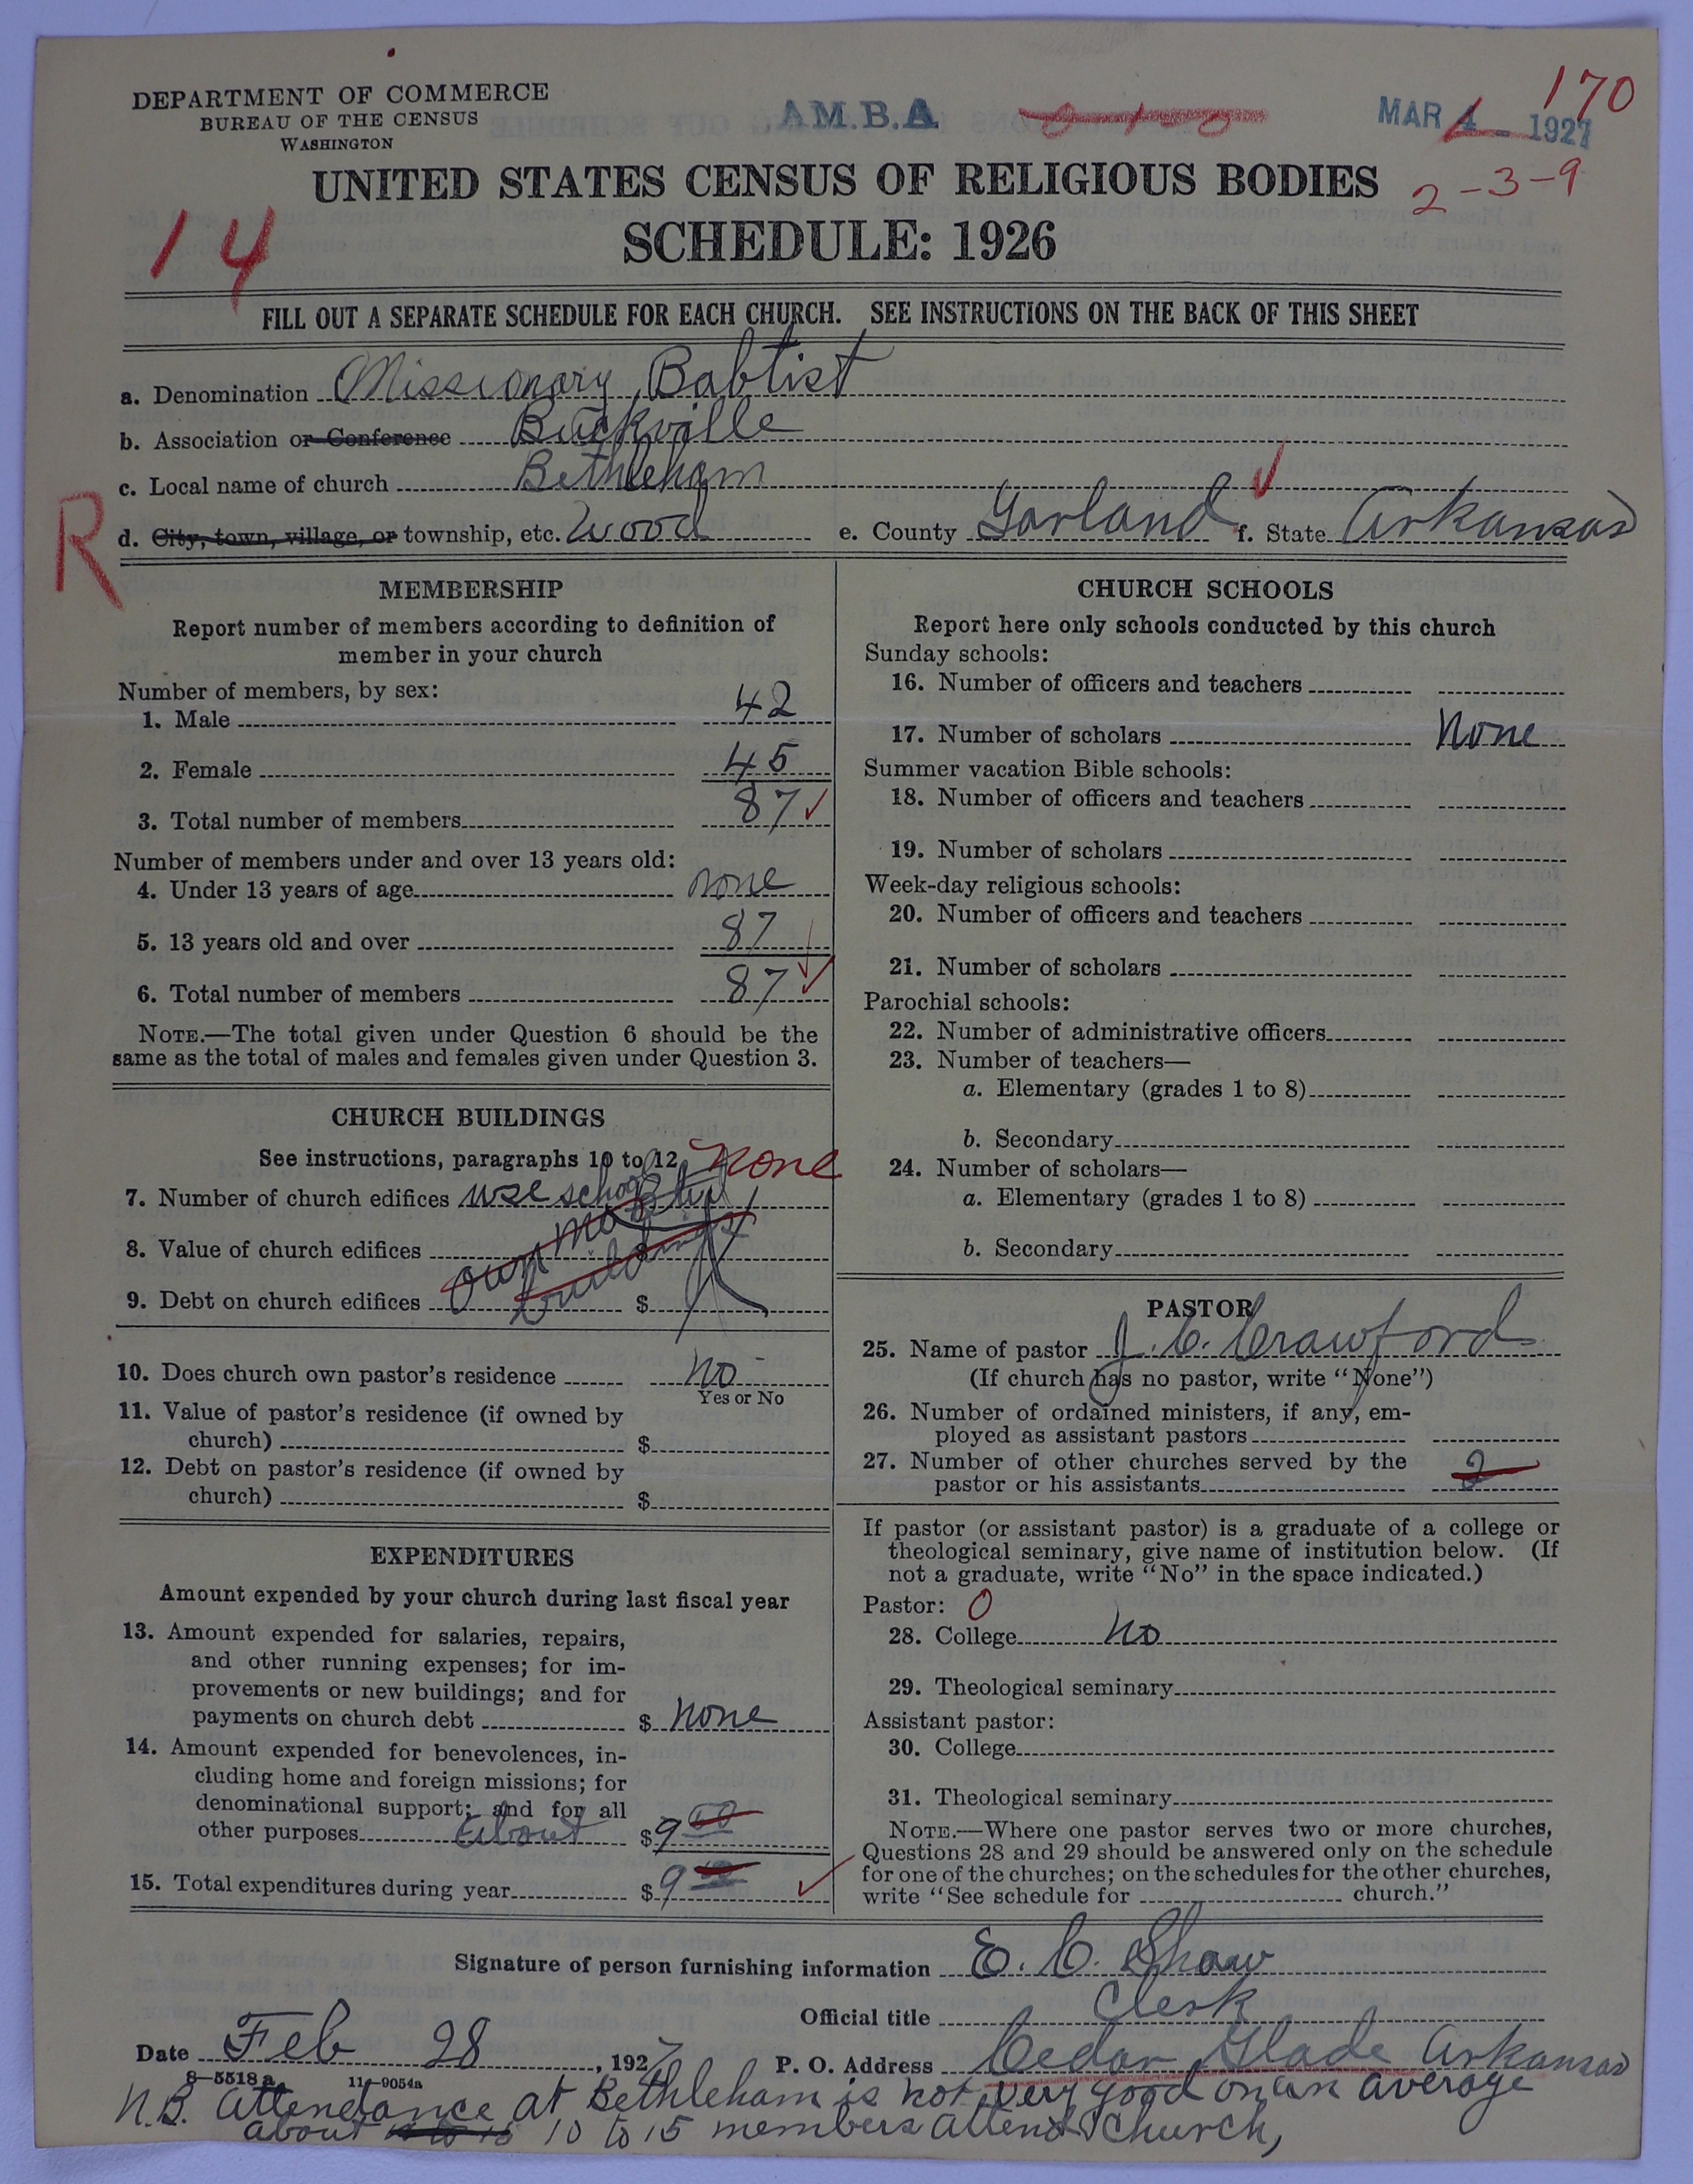 DEPARTMENT OF COMMERCE
BUREAU OF THE CENSUS
WASHINGTON
A.M.B.A
MAR 4 - 1927
170
2-3-9
UNITED STATES CENSUS OF RELIGIOUS BODIES
SCHEDULE: 1926
14
FILL OUT A SEPARATE SCHEDULE FOR EACH CHURCH. SEE INSTRUCTIONS ON THE BACK OF THIS SHEET
a. Denomination Missionary Babtist
b. Association or Conference Buckville
c. Local name of church Bethleham
R
d. City, town, village, or township, etc. Wood e. County Garland f. State Arkansas
MEMBERSHIP
Report number of members according to definition of
member in your church
Number of members, by sex:
1. Male 42
2. Female 45
3. Total number of members 87
Number of members under and over 13 years old:
4. Under 13 years of age none
5. 13 years old and over 87
6. Total number of members 87
NOTE.—The total given under Question 6 should be the
same as the total of males and females given under Question 3.
CHURCH BUILDINGS
See instructions, paragraphs 10 to 12 none
7. Number of church edifices use school
8. Value of church edifices $
9. Debt on church edifices $
our
building
10. Does church own pastor's residence no
Yes or No
11. Value of pastor's residence (if owned by
church) $
12. Debt on pastor's residence (if owned by
church) $
EXPENDITURES
Amount expended by your church during last fiscal year
13. Amount expended for salaries, repairs,
and other running expenses; for im-
provements or new buildings; and for
payments on church debt $ none
14. Amount expended for benevolences, in-
cluding home and foreign missions; for
denominational support; and for all
other purposes About $9 00
15. Total expenditures during year $9 00
CHURCH SCHOOLS
Report here only schools conducted by this church
Sunday schools:
16. Number of officers and teachers
17. Number of scholars None
Summer vacation Bible schools:
18. Number of officers and teachers
19. Number of scholars
Week-day religious schools:
20. Number of officers and teachers
21. Number of scholars
Parochial schools:
22. Number of administrative officers
23. Number of teachers—
a. Elementary (grades 1 to 8)
b. Secondary
24. Number of scholars—
a. Elementary (grades 1 to 8)
b. Secondary
PASTOR
25. Name of pastor J. C. Crawford
(If church has no pastor, write "None")
26. Number of ordained ministers, if any, em-
ployed as assistant pastors
27. Number of other churches served by the
pastor or his assistants 2
If pastor (or assistant pastor) is a graduate of a college or
theological seminary, give name of institution below. (If
not a graduate, write "No" in the space indicated.)
Pastor: 0
28. College no
29. Theological seminary
Assistant pastor:
30. College
31. Theological seminary
NOTE.—Where one pastor serves two or more churches,
Questions 28 and 29 should be answered only on the schedule
for one of the churches; on the schedules for the other churches,
write "See schedule for church."
Signature of person furnishing information E. C. Shaw
Official title Clerk
Date Feb 28, 1927 P. O. Address Cedar Glade Arkansas
8-5518a 11-9054a
N.B. Attendance at Bethleham is not very good on an average
about 10 to 15 10 to 15 members attend church,